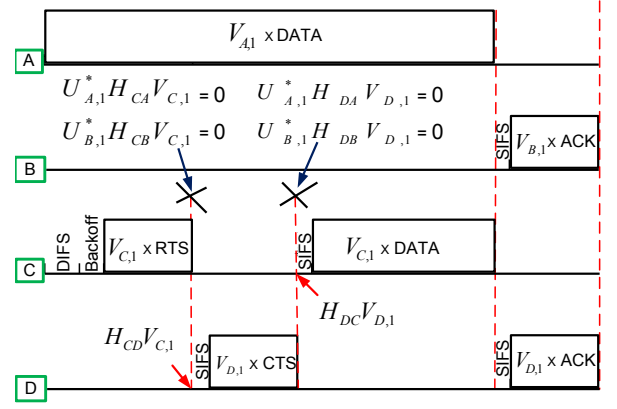 V_{A,1} x DATA
A
U^*_{A,1} H_{CA} V_{C,1} = 0
U^*_{A,1} H_{DA} V_{D,1} = 0
U^*_{B,1} H_{CB} V_{C,1} = 0
U^*_{B,1} H_{DB} V_{D,1} = 0
SIFS
V_{B,1} x ACK
B
DIFS
Backoff
V_{C,1} x RTS
SIFS
V_{C,1} x DATA
C
H_{DC} V_{D,1}
H_{CD} V_{C,1}
SIFS
V_{D,1} x CTS
SIFS
V_{D,1} x ACK
D